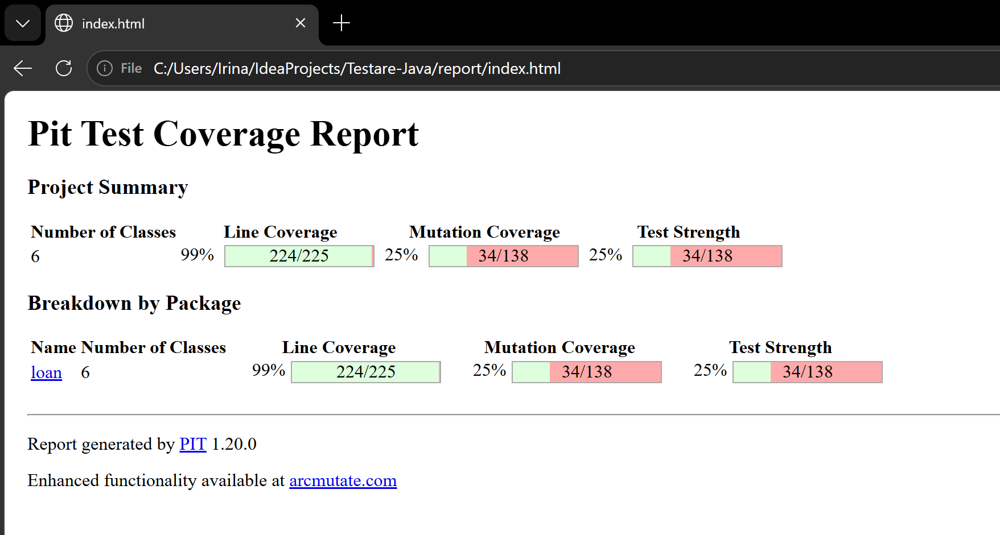 index.html
File C:/Users/Irina/IdeaProjects/Testare-Java/report/index.html
Pit Test Coverage Report
Project Summary
Number of Classes Line Coverage Mutation Coverage Test Strength
6 99% 224/225 25% 34/138 25% 34/138
Breakdown by Package
Name Number of Classes Line Coverage Mutation Coverage Test Strength
loan 6 99% 224/225 25% 34/138 25% 34/138
Report generated by PIT 1.20.0
Enhanced functionality available at arcmutate.com